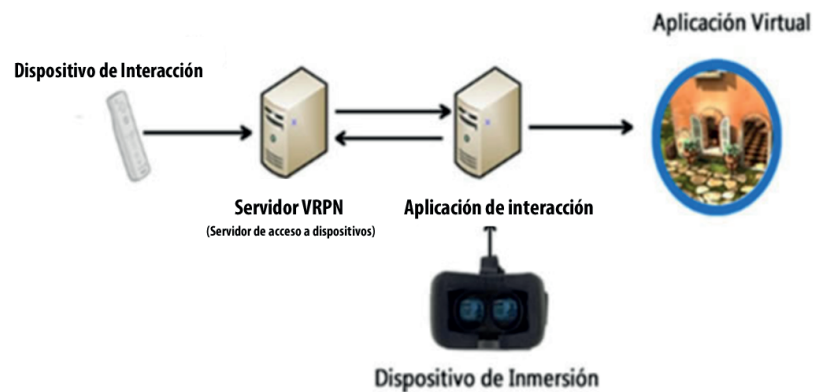 Aplicación Virtual
Dispositivo de Interacción
Servidor VRPN
(Servidor de acceso a dispositivos)
Aplicación de interacción
Dispositivo de Inmersión